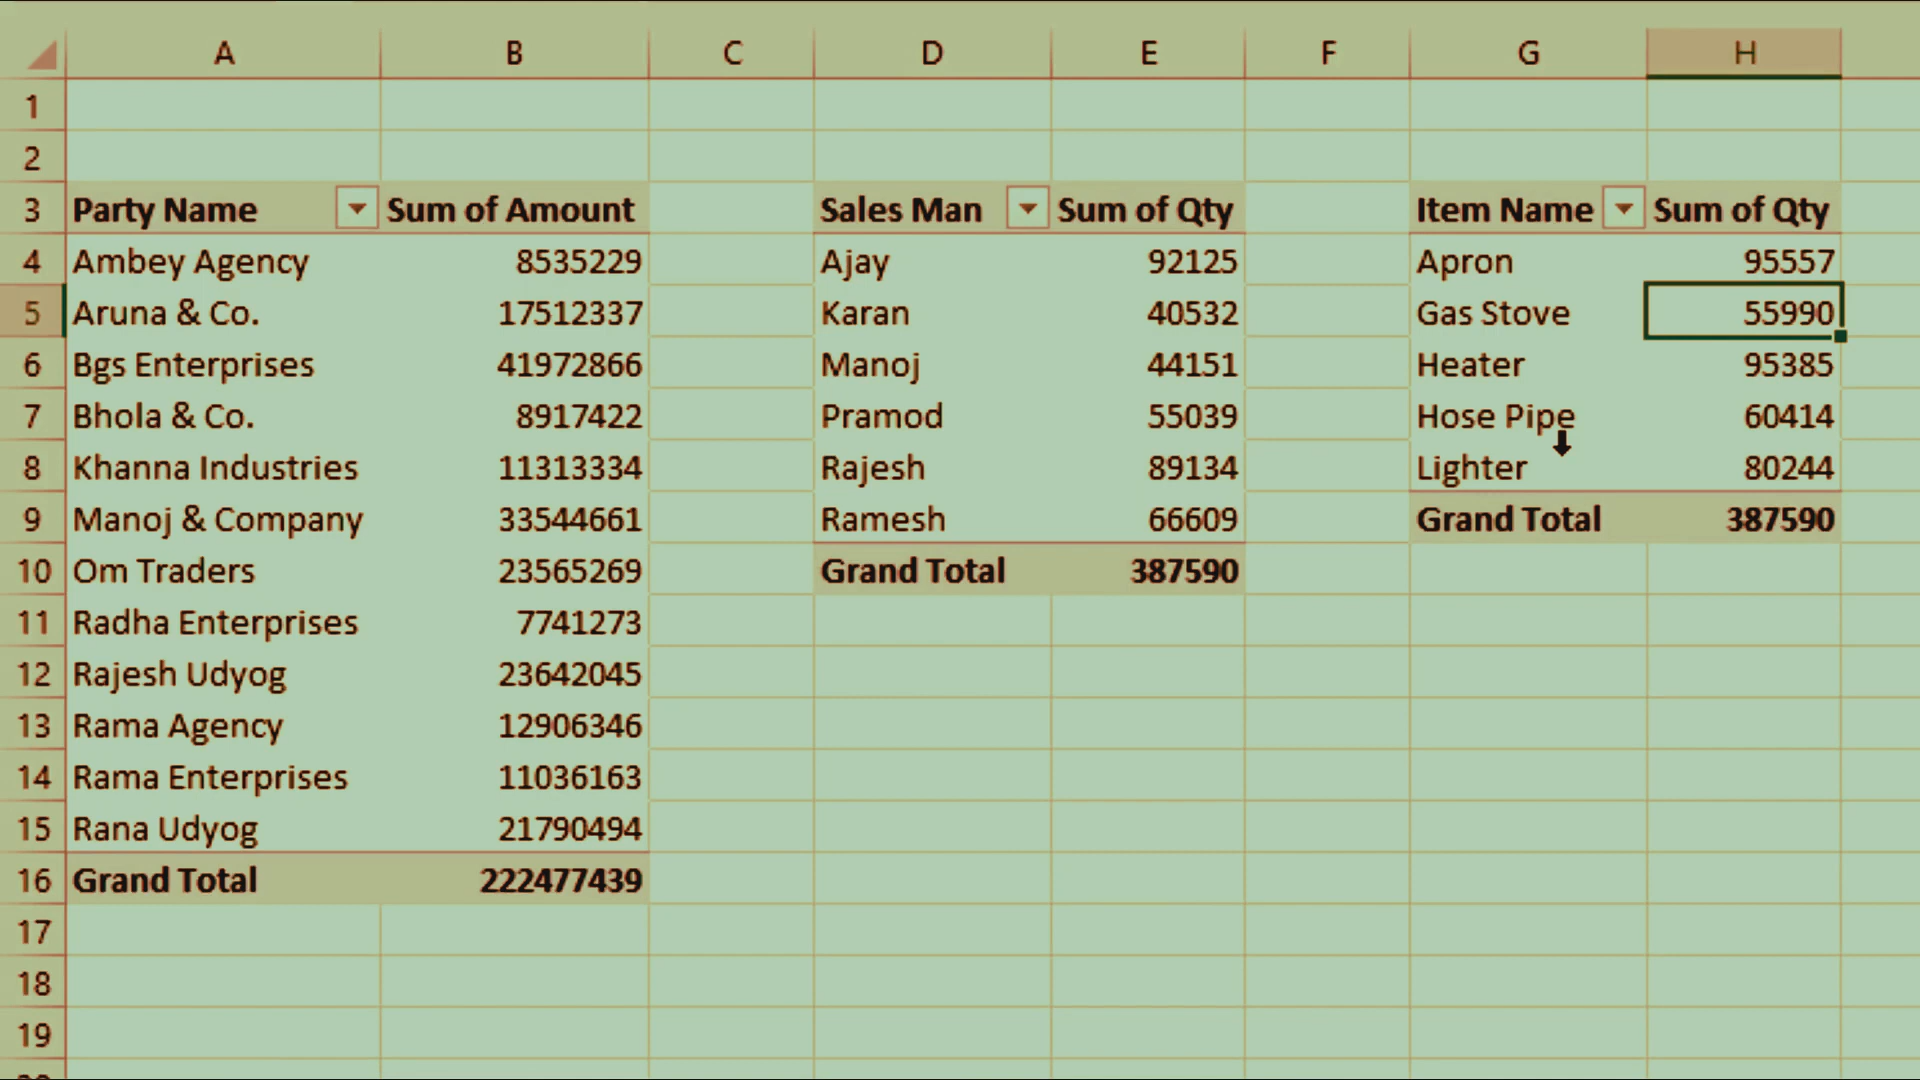 A B C D E F G H
1
2
3 Party Name Sum of Amount Sales Man Sum of Qty Item Name Sum of Qty
4 Ambey Agency 8535229 Ajay 92125 Apron 95557
5 Aruna & Co. 17512337 Karan 40532 Gas Stove 55990
6 Bgs Enterprises 41972866 Manoj 44151 Heater 95385
7 Bhola & Co. 8917422 Pramod 55039 Hose Pipe 60414
8 Khanna Industries 11313334 Rajesh 89134 Lighter 80244
9 Manoj & Company 33544661 Ramesh 66609 Grand Total 387590
10 Om Traders 23565269 Grand Total 387590
11 Radha Enterprises 7741273
12 Rajesh Udyog 23642045
13 Rama Agency 12906346
14 Rama Enterprises 11036163
15 Rana Udyog 21790494
16 Grand Total 222477439
17
18
19